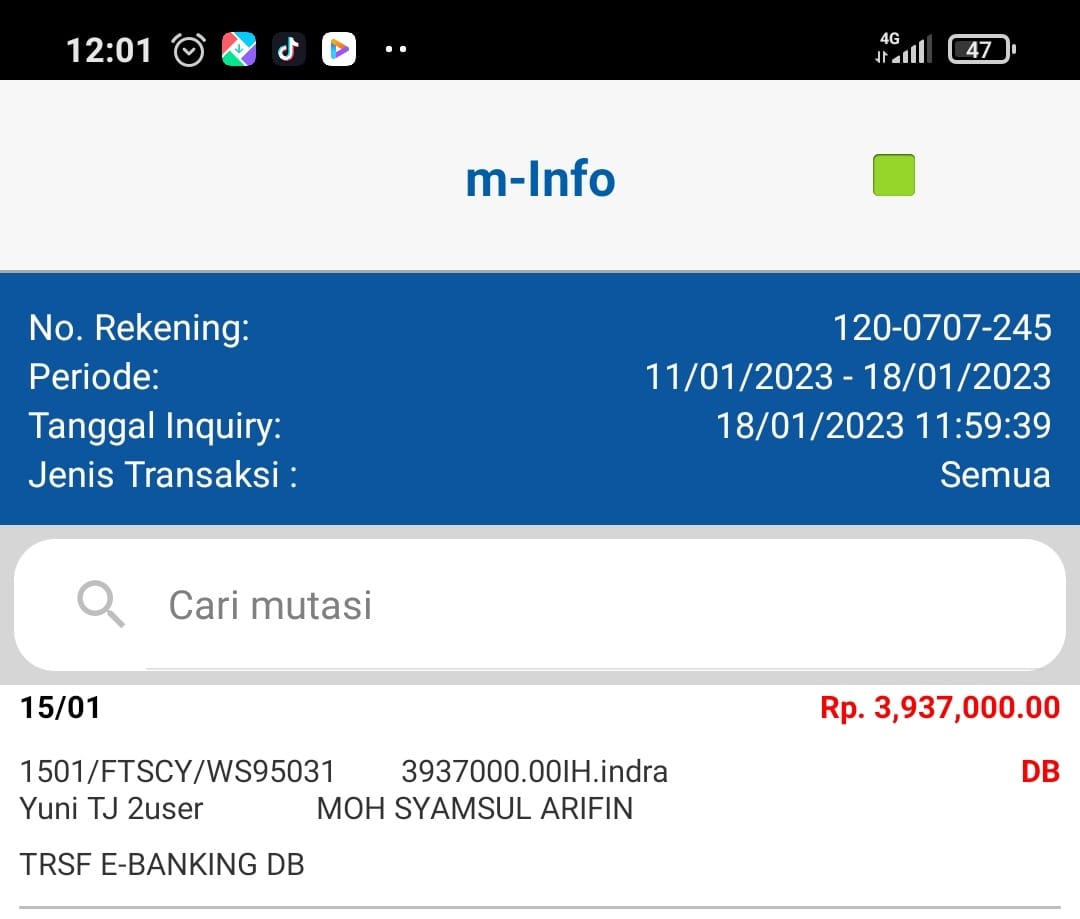 12:01
4G
47
m-Info
No. Rekening: 120-0707-245
Periode: 11/01/2023 - 18/01/2023
Tanggal Inquiry: 18/01/2023 11:59:39
Jenis Transaksi : Semua
Cari mutasi
15/01 Rp. 3,937,000.00
1501/FTSCY/WS95031 3937000.00IH.indra DB
Yuni TJ 2user MOH SYAMSUL ARIFIN
TRSF E-BANKING DB